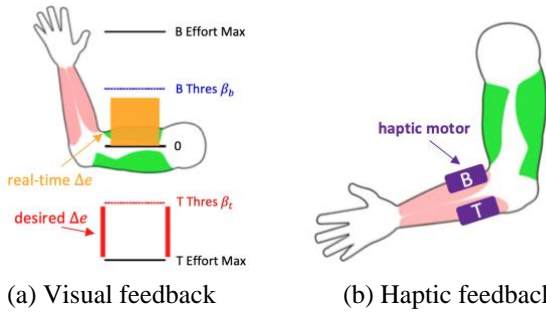 B Effort Max
B Thres βb
0
real-time Δe
T Thres βt
desired Δe
T Effort Max
haptic motor
B
T
(a) Visual feedback
(b) Haptic feedback